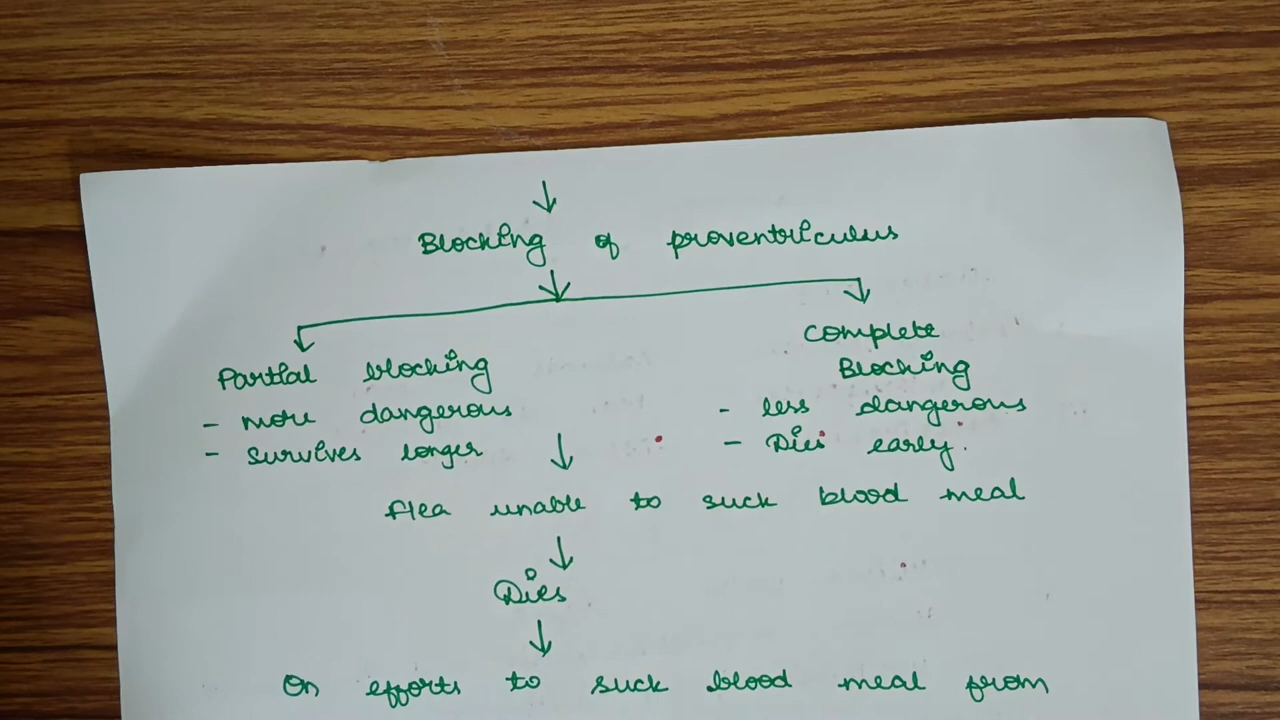 ↓
Blocking of proventriculus
↓
Partial blocking
- more dangerous
- survives longer
complete
Blocking
- less dangerous
- Dies early.
↓
flea unable to suck blood meal
↓
Dies
↓
On efforts to suck blood meal from